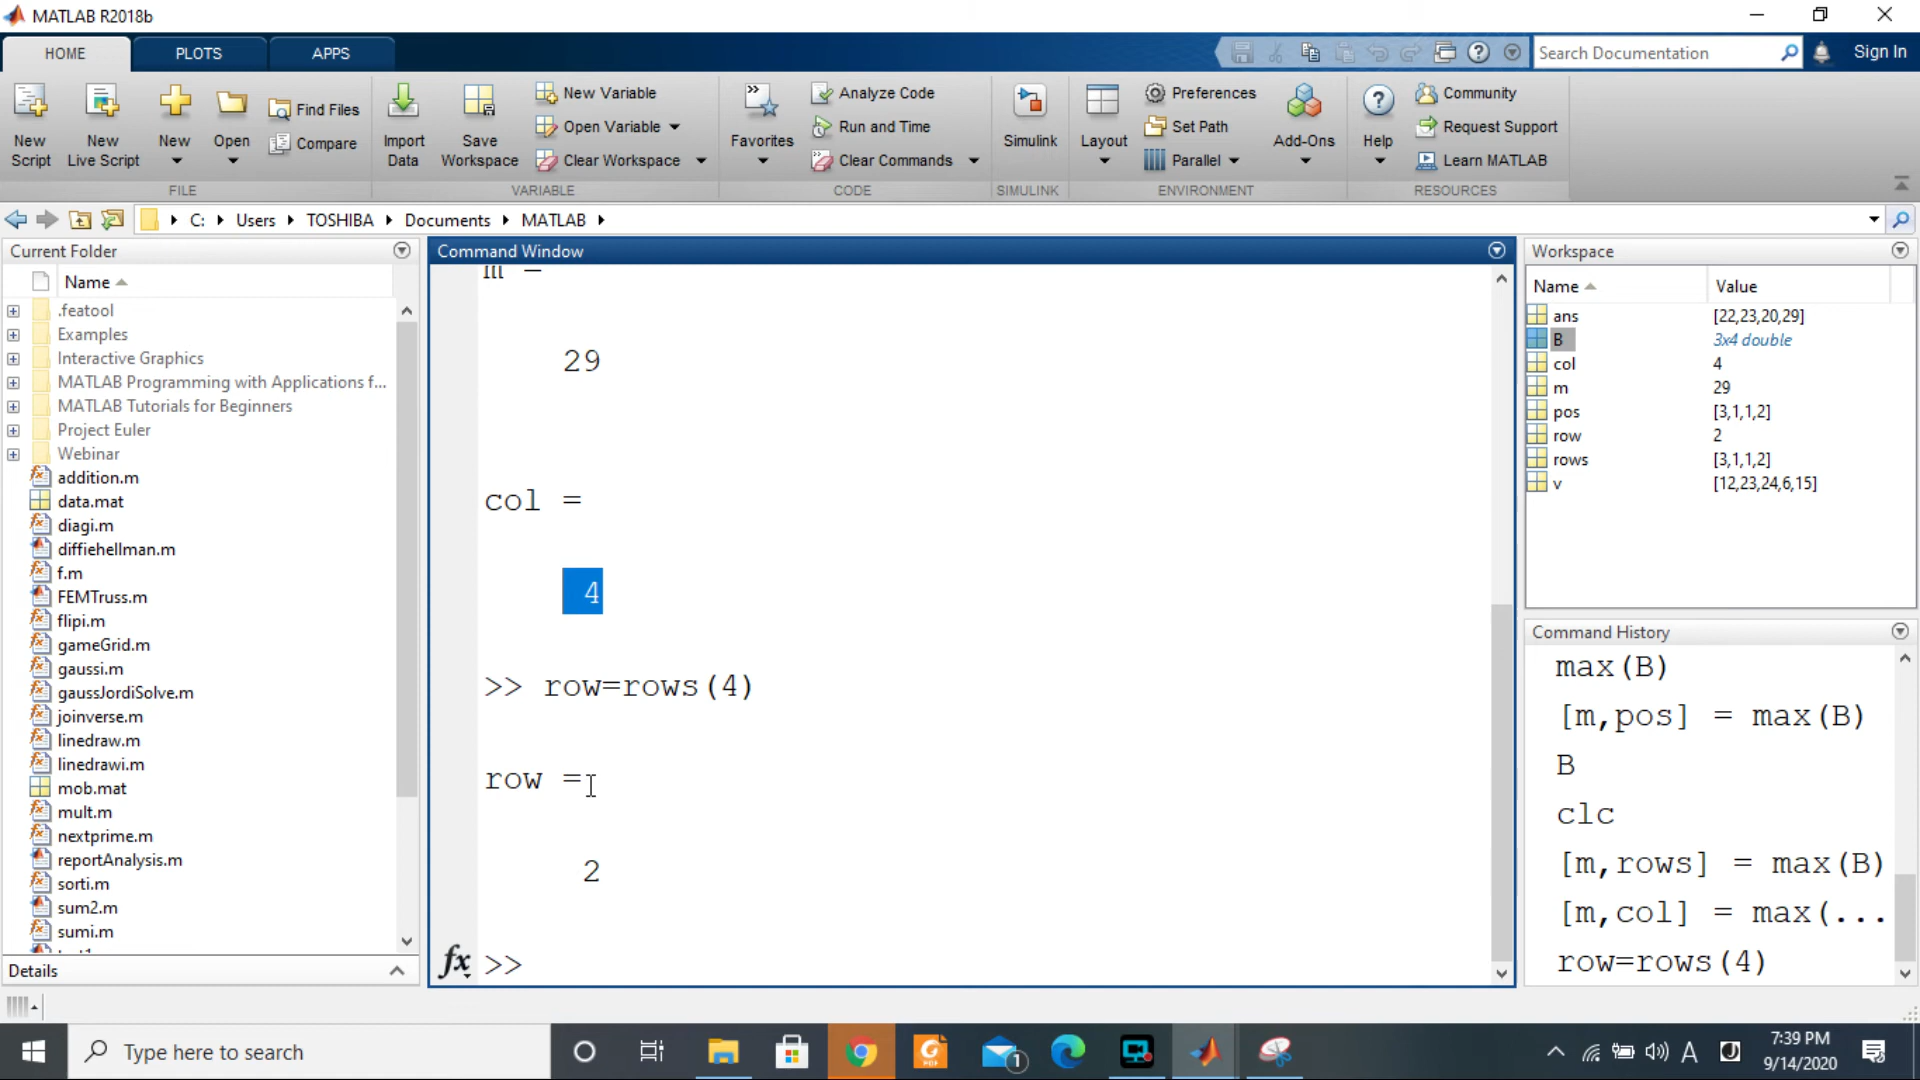 MATLAB R2018b
HOME PLOTS APPS
Search Documentation Sign In
New Script
New Live Script
New
Open
Find Files
Compare
FILE
Import Data
Save Workspace
New Variable
Open Variable
Clear Workspace
VARIABLE
Favorites
Analyze Code
Run and Time
Clear Commands
CODE
Simulink
SIMULINK
Layout
Preferences
Set Path
Parallel
Add-Ons
ENVIRONMENT
Help
Community
Request Support
Learn MATLAB
RESOURCES
C: Users TOSHIBA Documents MATLAB
Current Folder
Name
.featool
Examples
Interactive Graphics
MATLAB Programming with Applications f...
MATLAB Tutorials for Beginners
Project Euler
Webinar
addition.m
data.mat
diagi.m
diffiehellman.m
f.m
FEMTruss.m
flipi.m
gameGrid.m
gaussi.m
gaussJordiSolve.m
joinverse.m
linedraw.m
linedrawi.m
mob.mat
mult.m
nextprime.m
reportAnalysis.m
sorti.m
sum2.m
sumi.m
Details
Command Window
m =
29
col =
4
>> row=rows(4)
row =
2
fx >>
Workspace
Name Value
ans [22,23,20,29]
B 3x4 double
col 4
m 29
pos [3,1,1,2]
row 2
rows [3,1,1,2]
v [12,23,24,6,15]
Command History
max(B)
[m,pos] = max(B)
B
clc
[m,rows] = max(B)
[m,col] = max(...
row=rows(4)
Type here to search
PDF
1
A
J
7:39 PM
9/14/2020